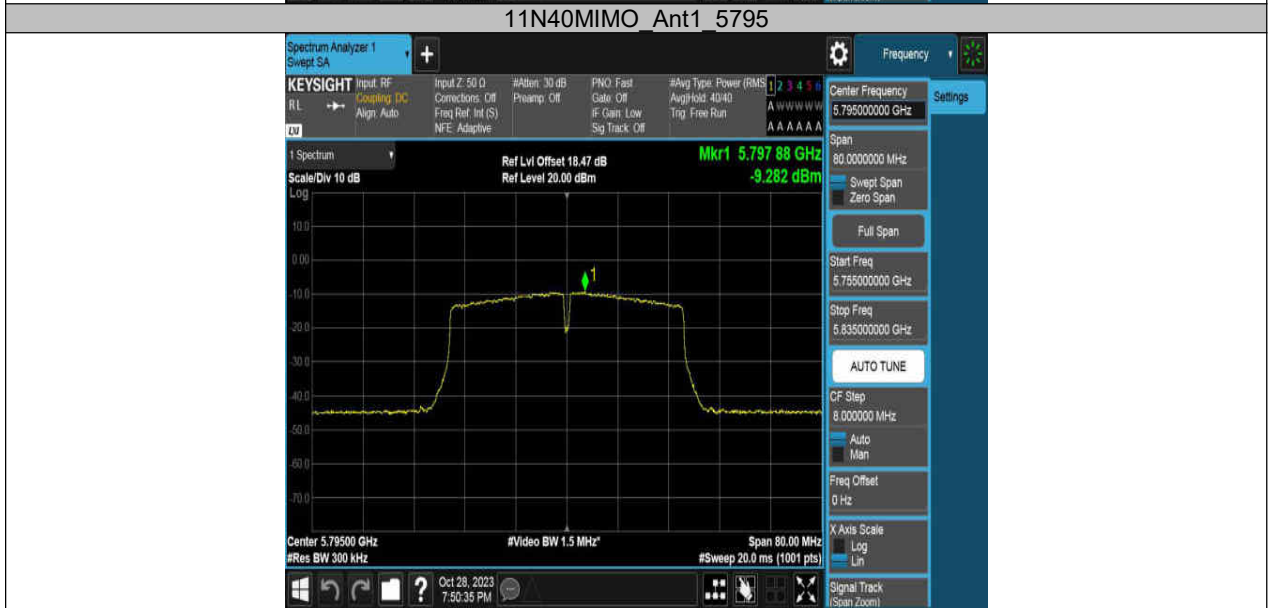 11N40MIMO_Ant1_5795
Spectrum Analyzer 1
Swept SA
+
Frequency
KEYSIGHT
RL
LXI
Input: RF
Coupling: DC
Align: Auto
Input Z: 50 Ω
Corrections: Off
Freq Ref: Int (S)
NFE: Adaptive
#Atten: 30 dB
Preamp: Off
PNO: Fast
Gate: Off
IF Gain: Low
Sig Track: Off
#Avg Type: Power (RMS
Avg|Hold: 40/40
Trig: Free Run
1 2 3 4 5 6
A W W W W W
A A A A A A
Center Frequency
5.795000000 GHz
Settings
Span
80.0000000 MHz
Swept Span
Zero Span
Full Span
Start Freq
5.755000000 GHz
Stop Freq
5.835000000 GHz
AUTO TUNE
CF Step
8.000000 MHz
Auto
Man
Freq Offset
0 Hz
X Axis Scale
Log
Lin
Signal Track
(Span Zoom)
1 Spectrum
Scale/Div 10 dB
Log
Ref Lvl Offset 18.47 dB
Ref Level 20.00 dBm
Mkr1 5.797 88 GHz
-9.282 dBm
10.0
0.00
1
-10.0
-20.0
-30.0
-40.0
-50.0
-60.0
-70.0
Center 5.79500 GHz
#Res BW 300 kHz
#Video BW 1.5 MHz*
Span 80.00 MHz
#Sweep 20.0 ms (1001 pts)
?
Oct 28, 2023
7:50:35 PM